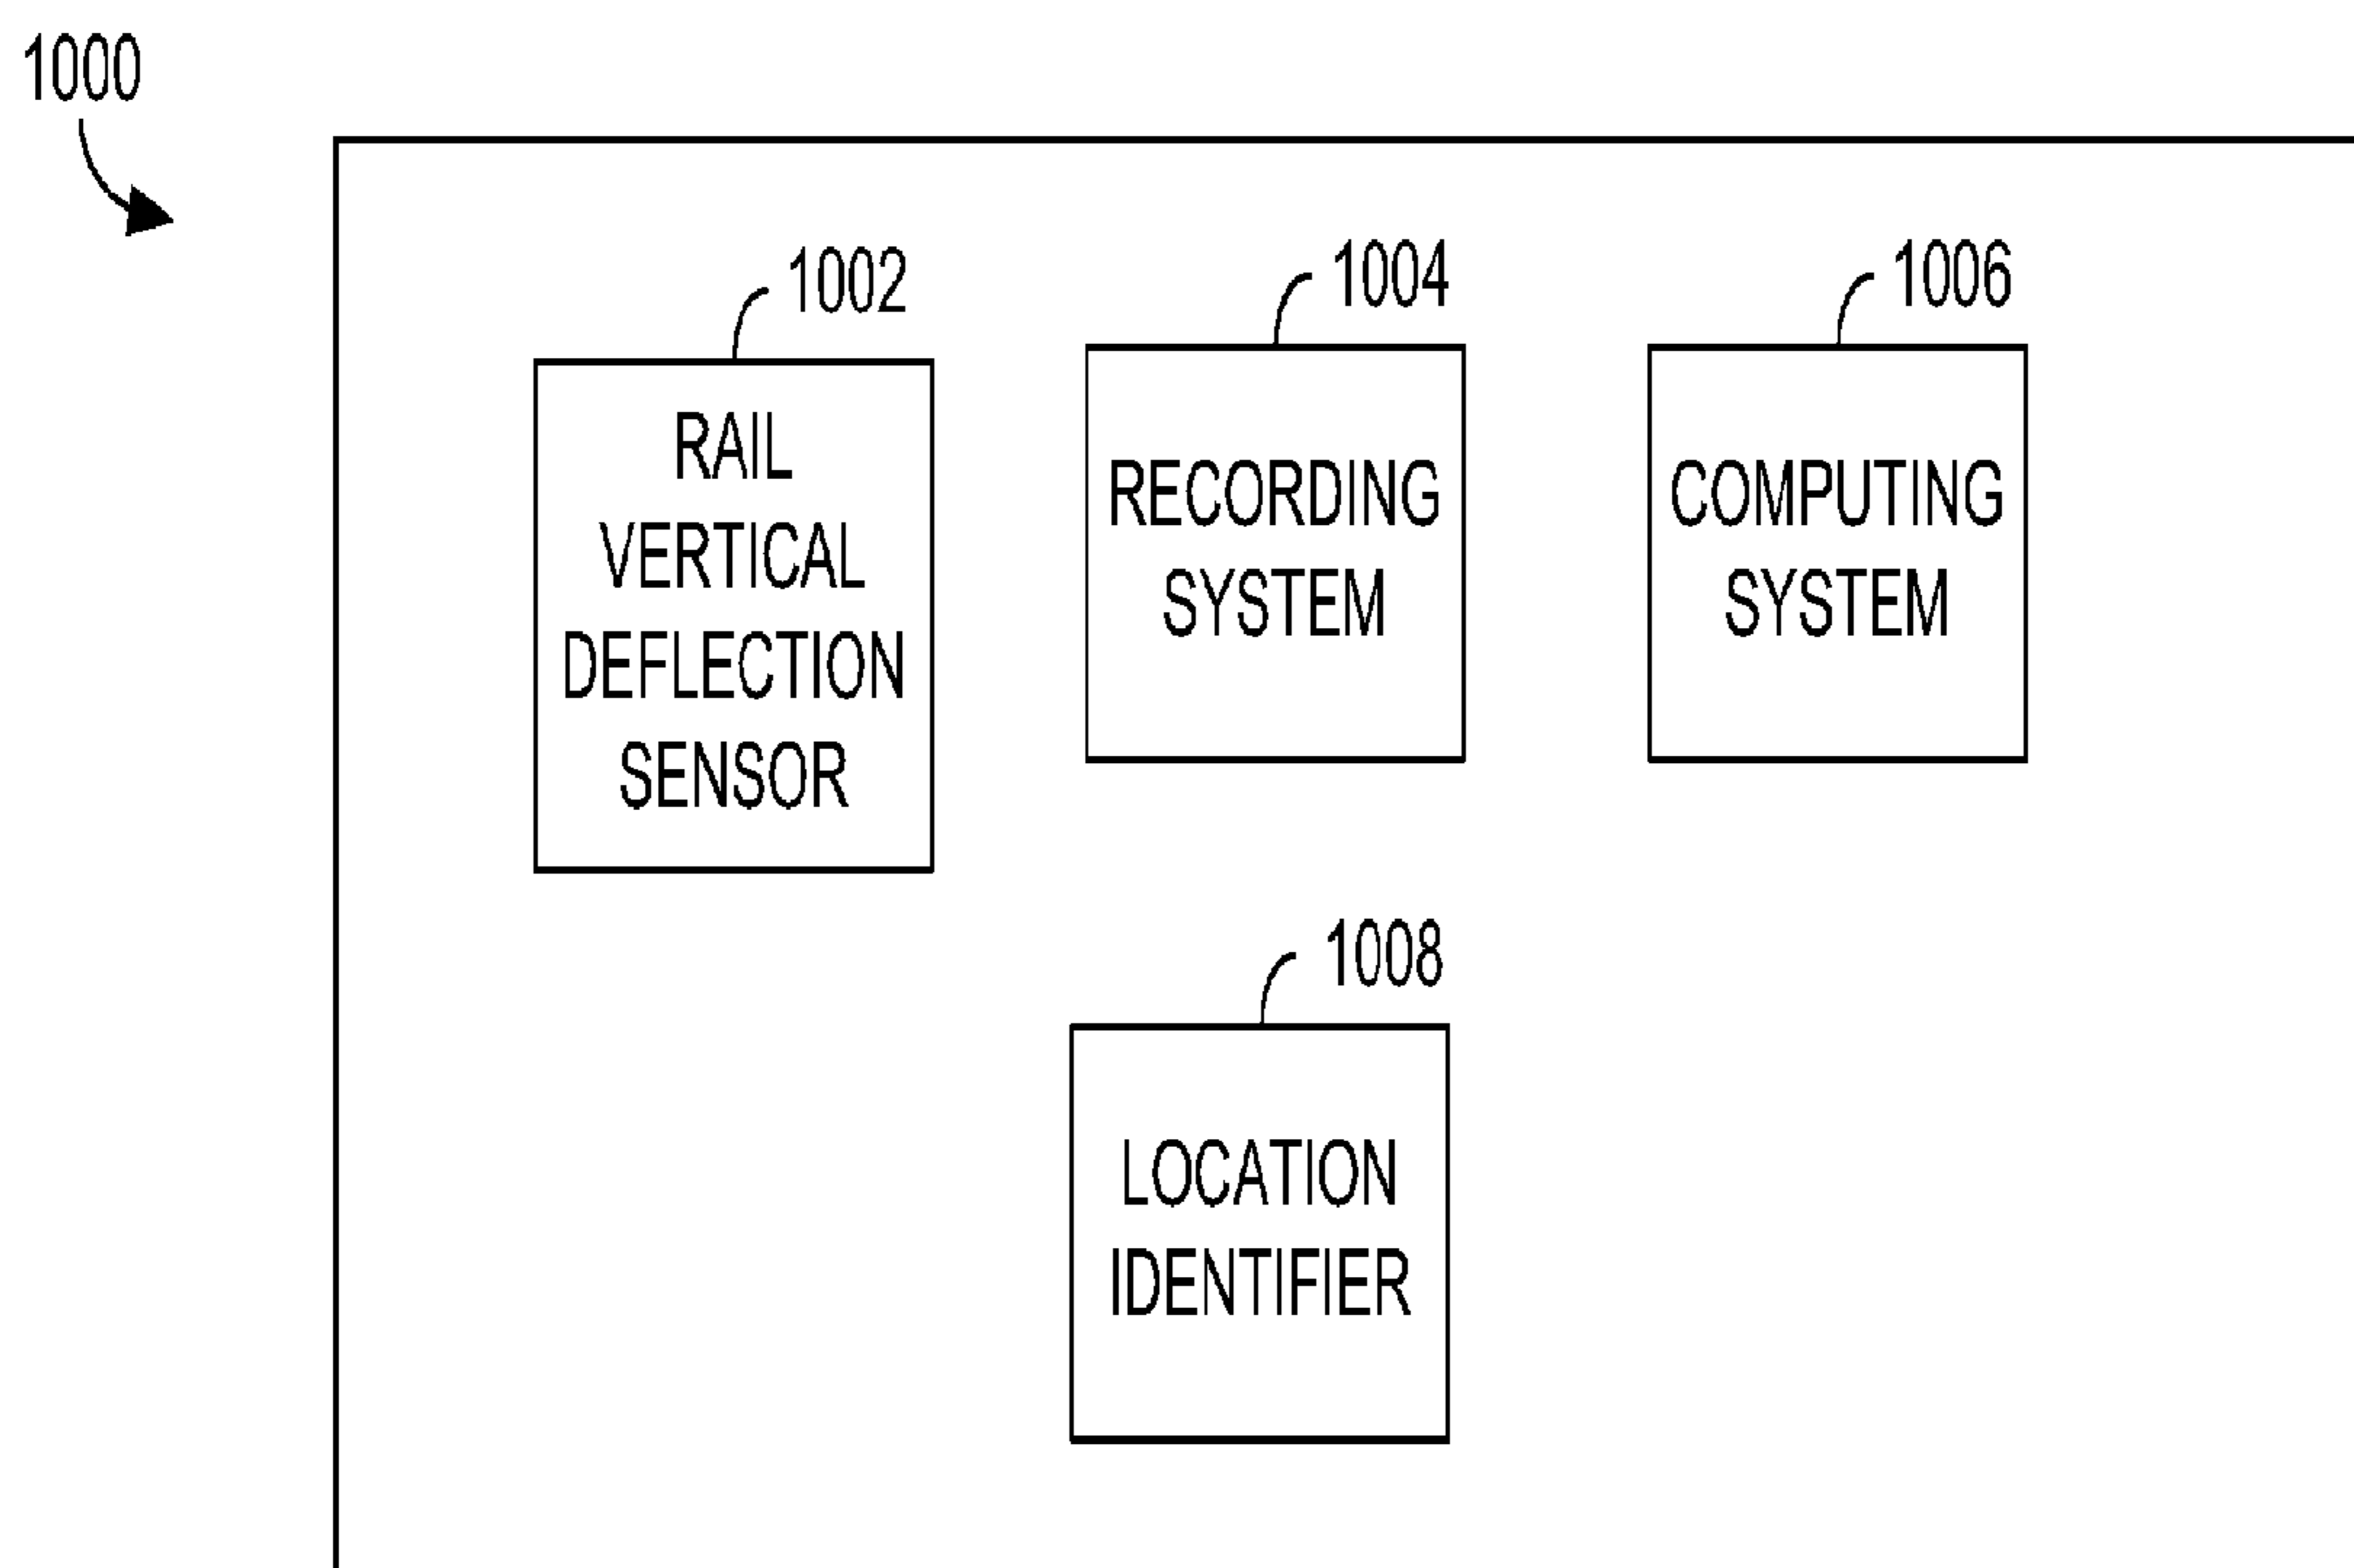 1000
1002
RAIL
VERTICAL
DEFLECTION
SENSOR
1004
RECORDING
SYSTEM
1006
COMPUTING
SYSTEM
1008
LOCATION
IDENTIFIER